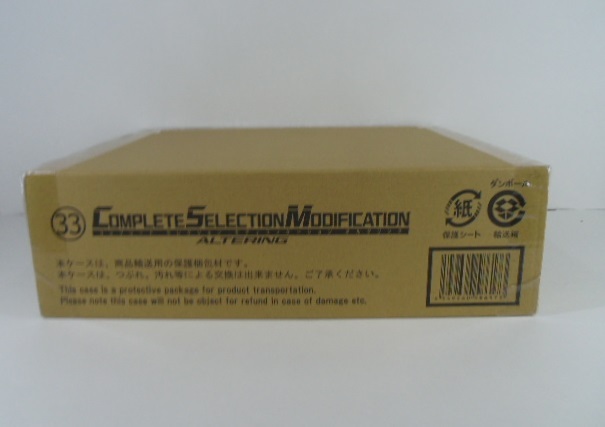 33 COMPLETE SELECTION MODIFICATION
ALTERING
本ケースは、商品輸送用の保護梱包材です。
本ケースは、つぶれ、汚れ等による交換は出来ません。ご了承ください。
This case is a protective package for product transportation.
Please note this case will not be object for refund in case of damage etc.
紙
保護シート
ダンボール
輸送箱